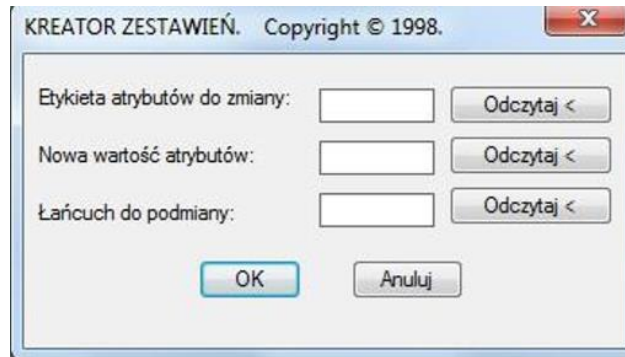 KREATOR ZESTAWIEŃ. Copyright © 1998.
Etykieta atrybutów do zmiany: Odczytaj <
Nowa wartość atrybutów: Odczytaj <
Łańcuch do podmiany: Odczytaj <
OK Anuluj